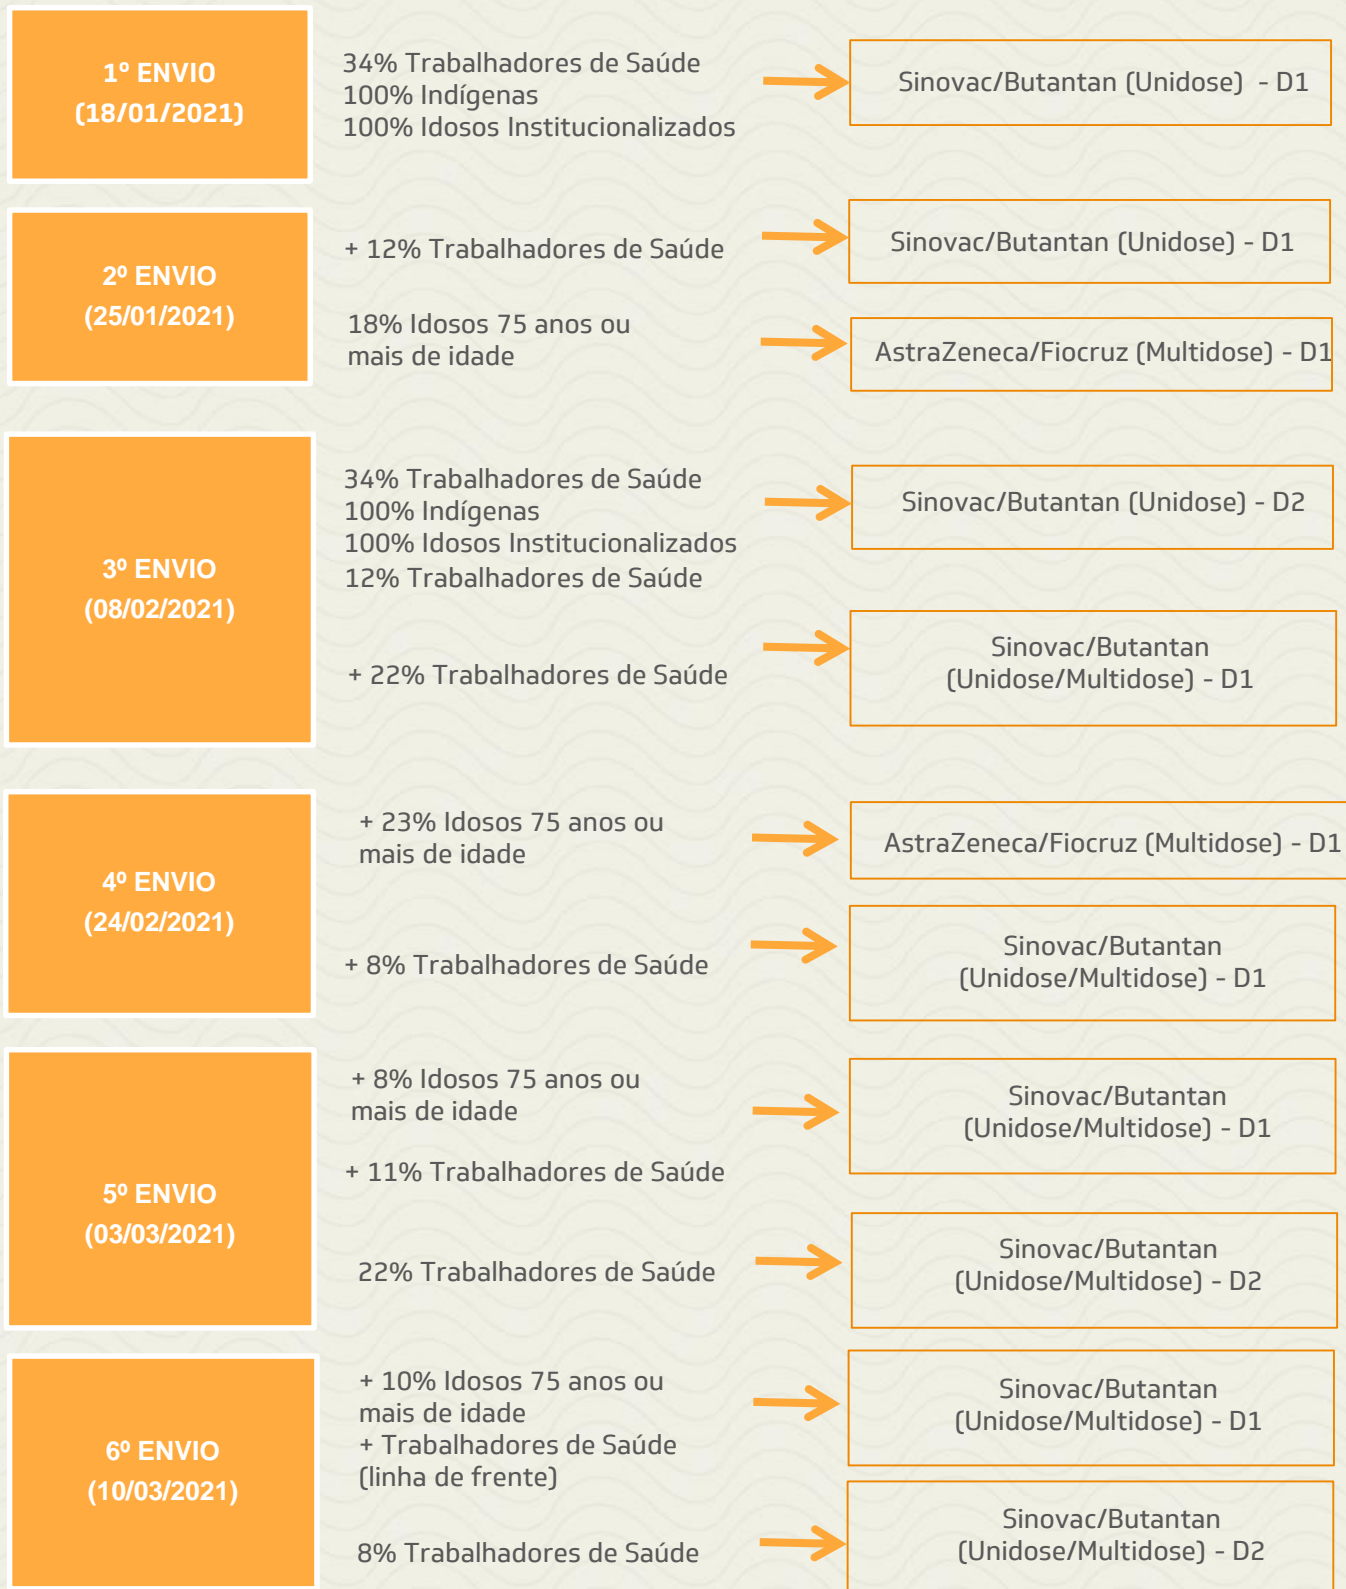 1º ENVIO
(18/01/2021)
34% Trabalhadores de Saúde
100% Indígenas
100% Idosos Institucionalizados
Sinovac/Butantan (Unidose) - D1
2º ENVIO
(25/01/2021)
+ 12% Trabalhadores de Saúde
Sinovac/Butantan (Unidose) - D1
18% Idosos 75 anos ou
mais de idade
AstraZeneca/Fiocruz (Multidose) - D1
3º ENVIO
(08/02/2021)
34% Trabalhadores de Saúde
100% Indígenas
100% Idosos Institucionalizados
12% Trabalhadores de Saúde
Sinovac/Butantan (Unidose) - D2
+ 22% Trabalhadores de Saúde
Sinovac/Butantan
(Unidose/Multidose) - D1
4º ENVIO
(24/02/2021)
+ 23% Idosos 75 anos ou
mais de idade
AstraZeneca/Fiocruz (Multidose) - D1
+ 8% Trabalhadores de Saúde
Sinovac/Butantan
(Unidose/Multidose) - D1
5º ENVIO
(03/03/2021)
+ 8% Idosos 75 anos ou
mais de idade
+ 11% Trabalhadores de Saúde
Sinovac/Butantan
(Unidose/Multidose) - D1
22% Trabalhadores de Saúde
Sinovac/Butantan
(Unidose/Multidose) - D2
6º ENVIO
(10/03/2021)
+ 10% Idosos 75 anos ou
mais de idade
+ Trabalhadores de Saúde
(linha de frente)
Sinovac/Butantan
(Unidose/Multidose) - D1
8% Trabalhadores de Saúde
Sinovac/Butantan
(Unidose/Multidose) - D2